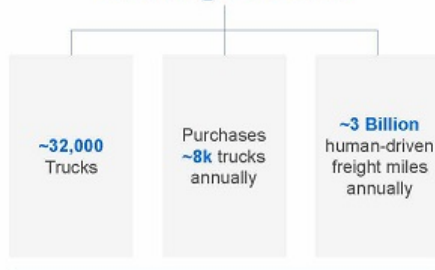 ~32,000
Trucks
Purchases
~8k trucks
annually
~3 Billion
human-driven
freight miles
annually